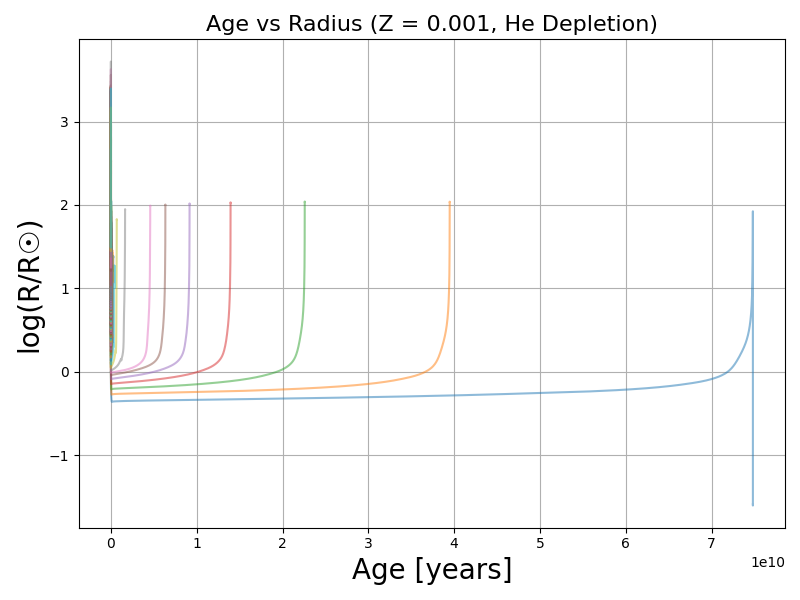 Age vs Radius (Z = 0.001, He Depletion)
log(R/R☉)
3
2
1
0
−1
0 1 2 3 4 5 6 7
1e10
Age [years]